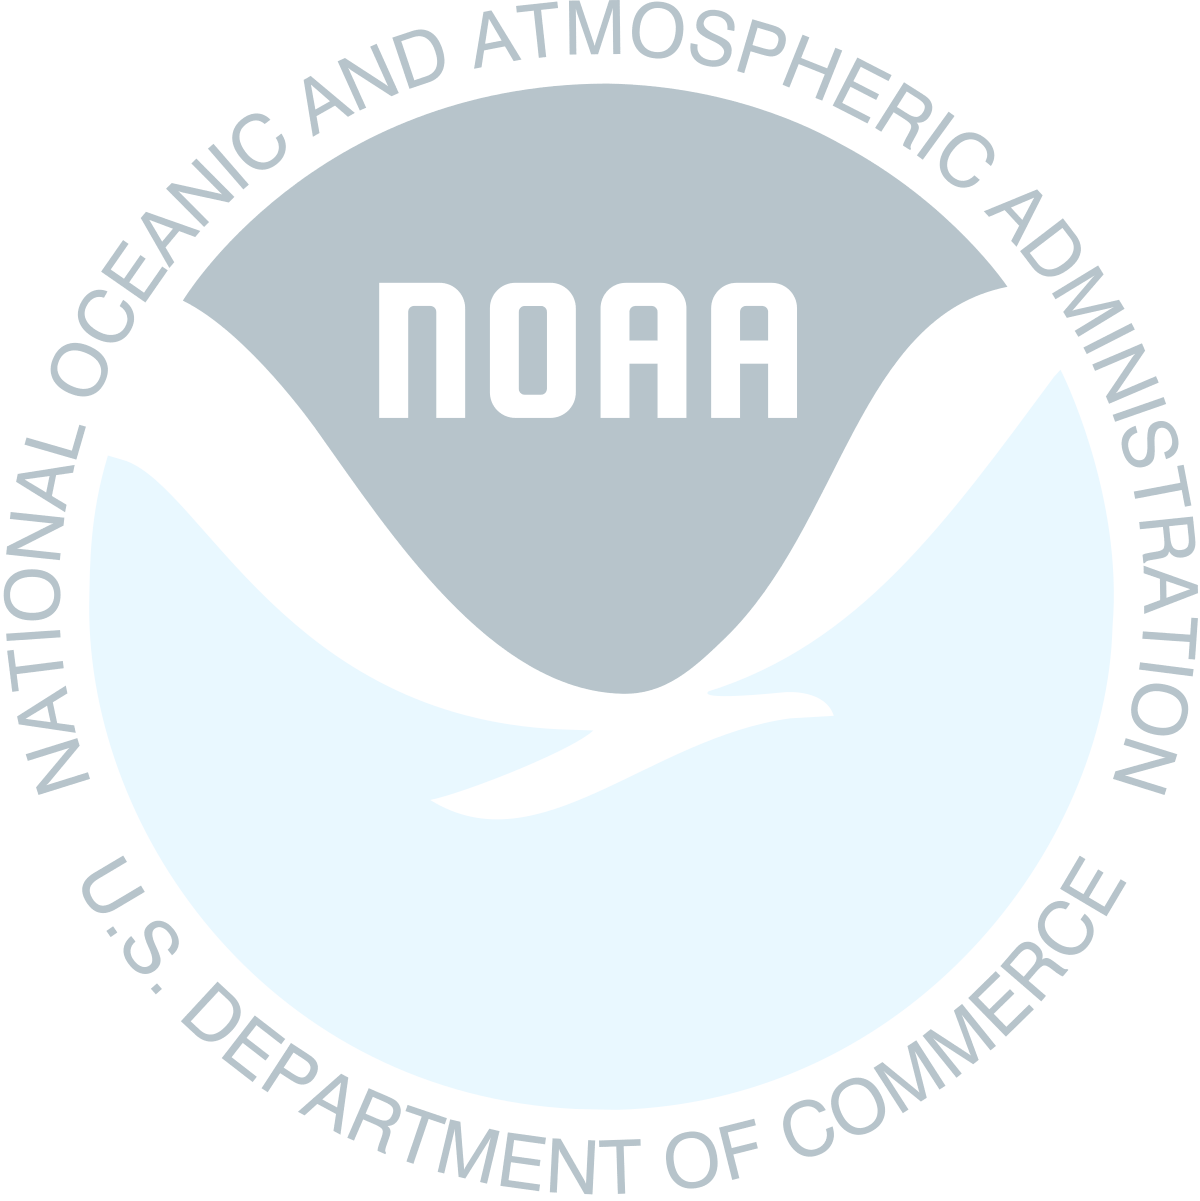 NATIONAL OCEANIC AND ATMOSPHERIC ADMINISTRATION
NOAA
U.S. DEPARTMENT OF COMMERCE